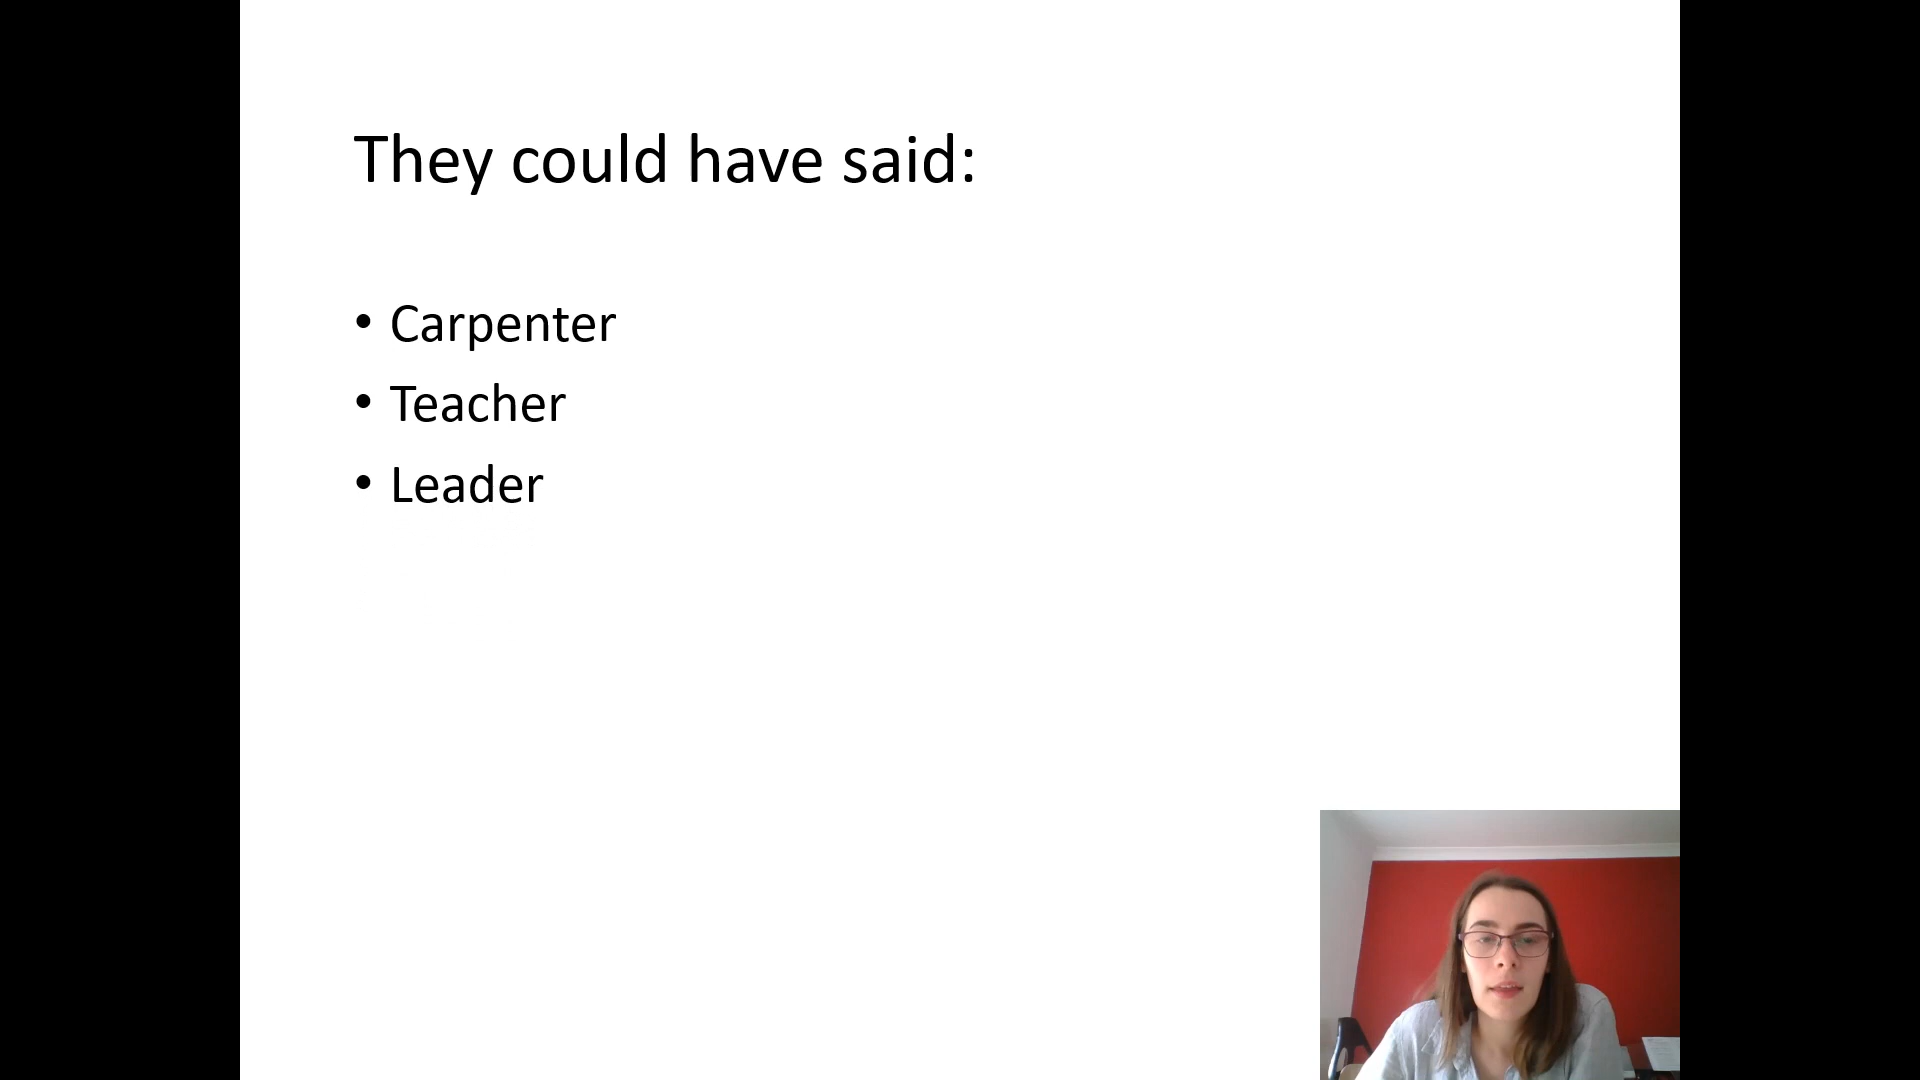 They could have said:
• Carpenter
• Teacher
• Leader